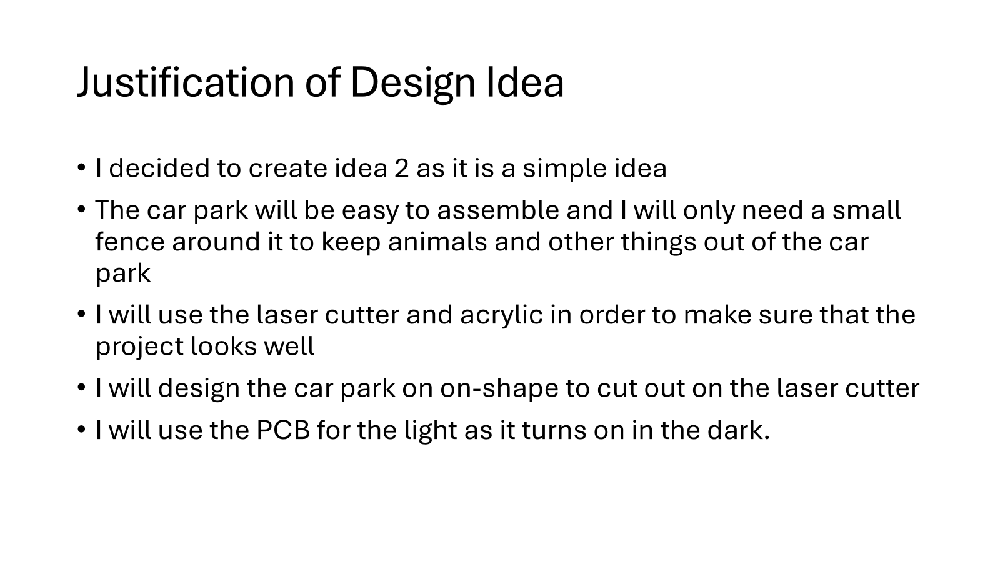 Justification of Design Idea
• I decided to create idea 2 as it is a simple idea
• The car park will be easy to assemble and I will only need a small
fence around it to keep animals and other things out of the car
park
• I will use the laser cutter and acrylic in order to make sure that the
project looks well
• I will design the car park on on-shape to cut out on the laser cutter
• I will use the PCB for the light as it turns on in the dark.